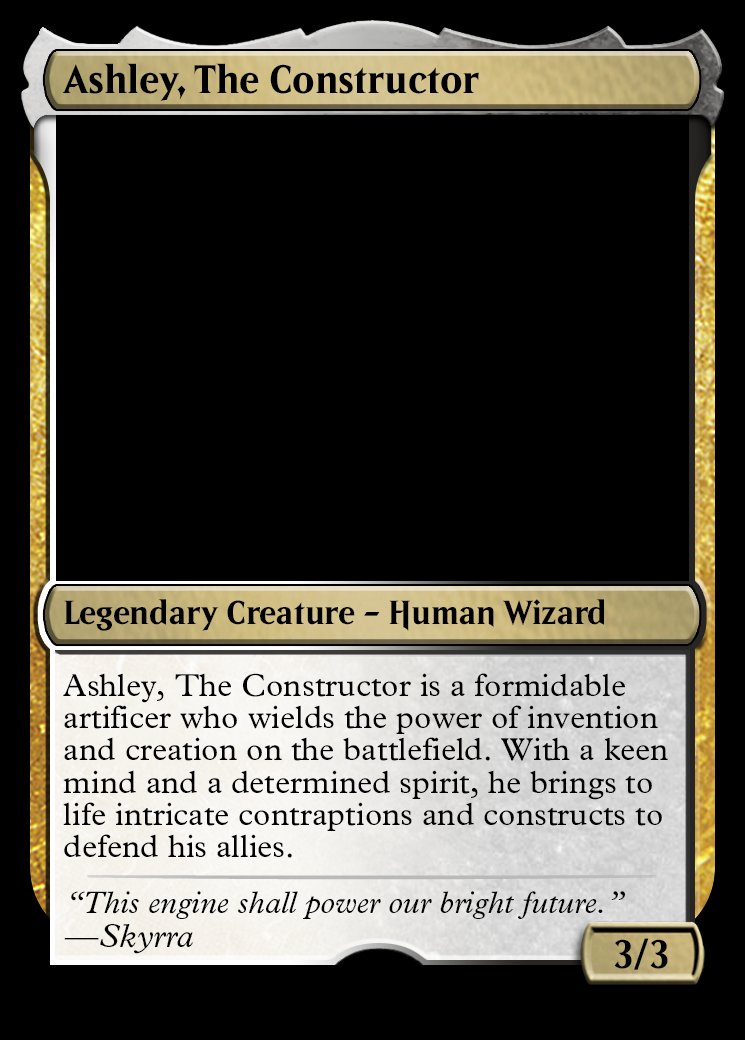 Ashley, The Constructor
Legendary Creature – Human Wizard
Ashley, The Constructor is a formidable
artificer who wields the power of invention
and creation on the battlefield. With a keen
mind and a determined spirit, he brings to
life intricate contraptions and constructs to
defend his allies.
“This engine shall power our bright future.”
—Skyrra
3/3